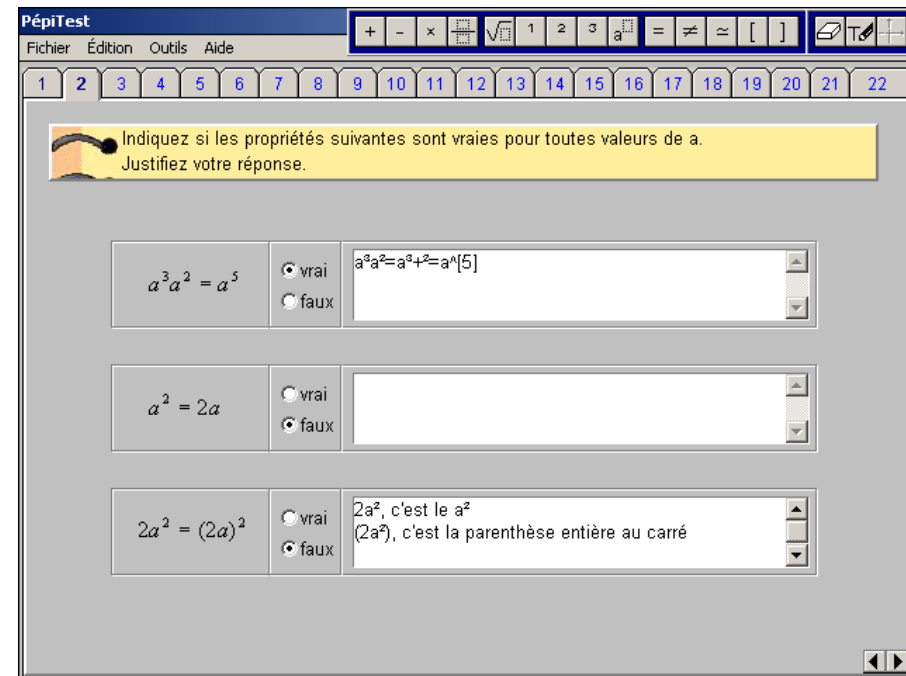 PépiTest
+ - × √ ¹ ² ³ a = ≠ ≃ [ ] T
Fichier Édition Outils Aide
1 2 3 4 5 6 7 8 9 10 11 12 13 14 15 16 17 18 19 20 21 22
Indiquez si les propriétés suivantes sont vraies pour toutes valeurs de a.
Justifiez votre réponse.
a³a² = a⁵
vrai
faux
a³a²=a³+²=a^[5]
a² = 2a
vrai
faux
2a² = (2a)²
vrai
faux
2a², c'est le a²
(2a²), c'est la parenthèse entière au carré